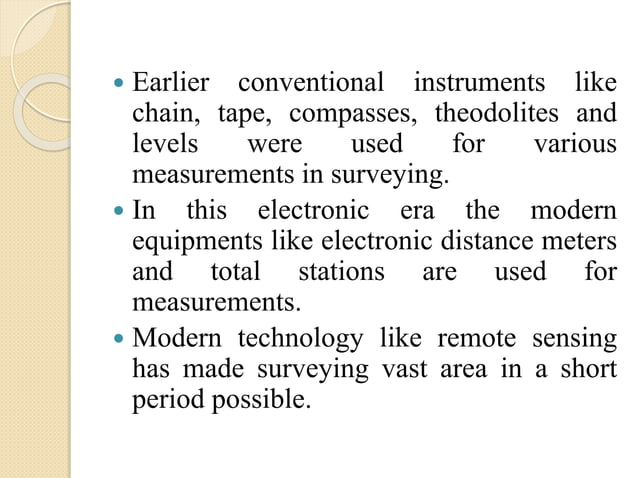 Earlier conventional instruments like
chain, tape, compasses, theodolites and
levels were used for various
measurements in surveying.
In this electronic era the modern
equipments like electronic distance meters
and total stations are used for
measurements.
Modern technology like remote sensing
has made surveying vast area in a short
period possible.